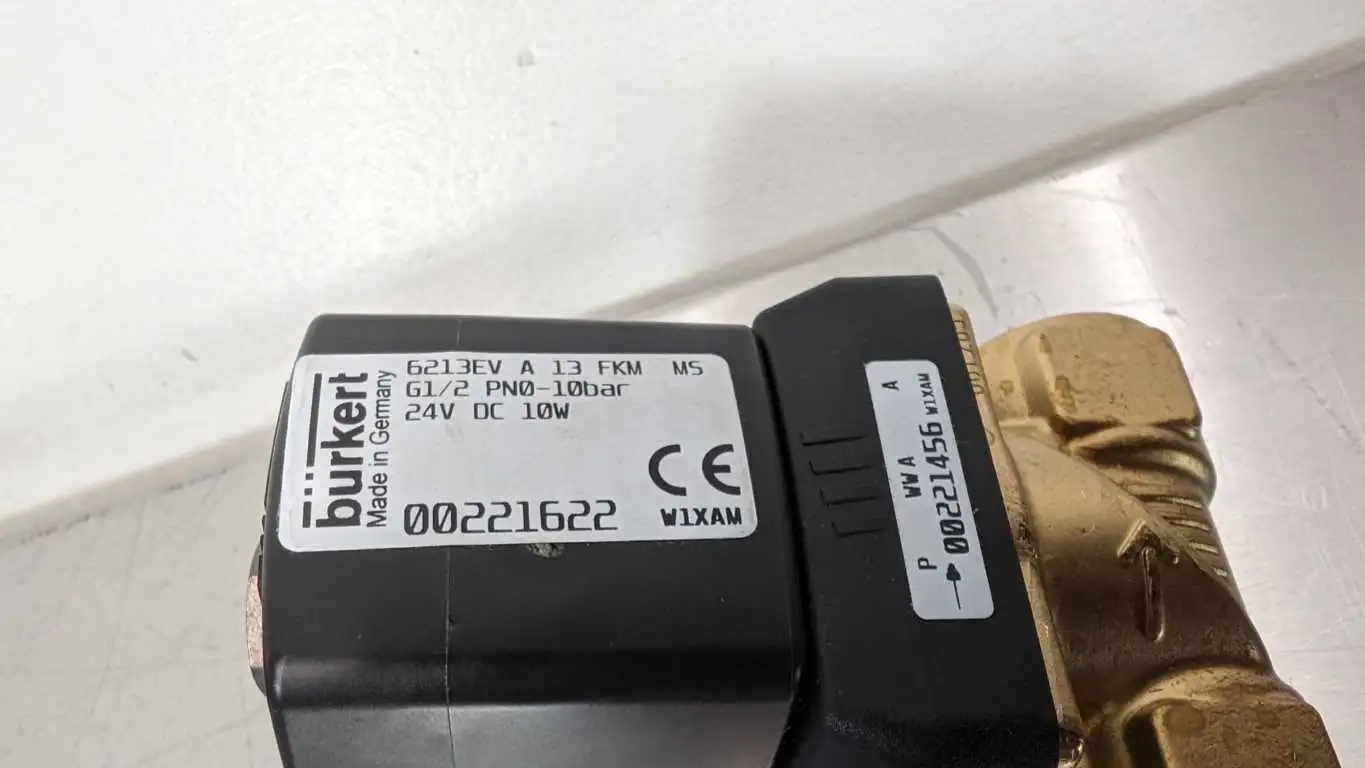 bürkert
Made in Germany
6213EV A 13 FKM MS
G1/2 PN0-10bar
24V DC 10W
CE
00221622
W1XAM
P WWA A
00221456 W1XAM